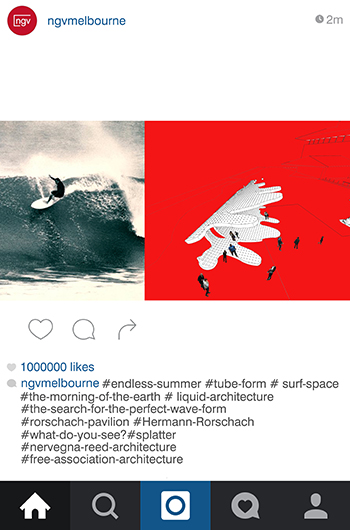 ngv
ngvmelbourne
2m
1000000 likes
ngvmelbourne #endless-summer #tube-form # surf-space
#the-morning-of-the-earth # liquid-architecture
#the-search-for-the-perfect-wave-form
#rorschach-pavilion #Hermann-Rorschach
#what-do-you-see?#splatter
#nervegna-reed-architecture
#free-association-architecture